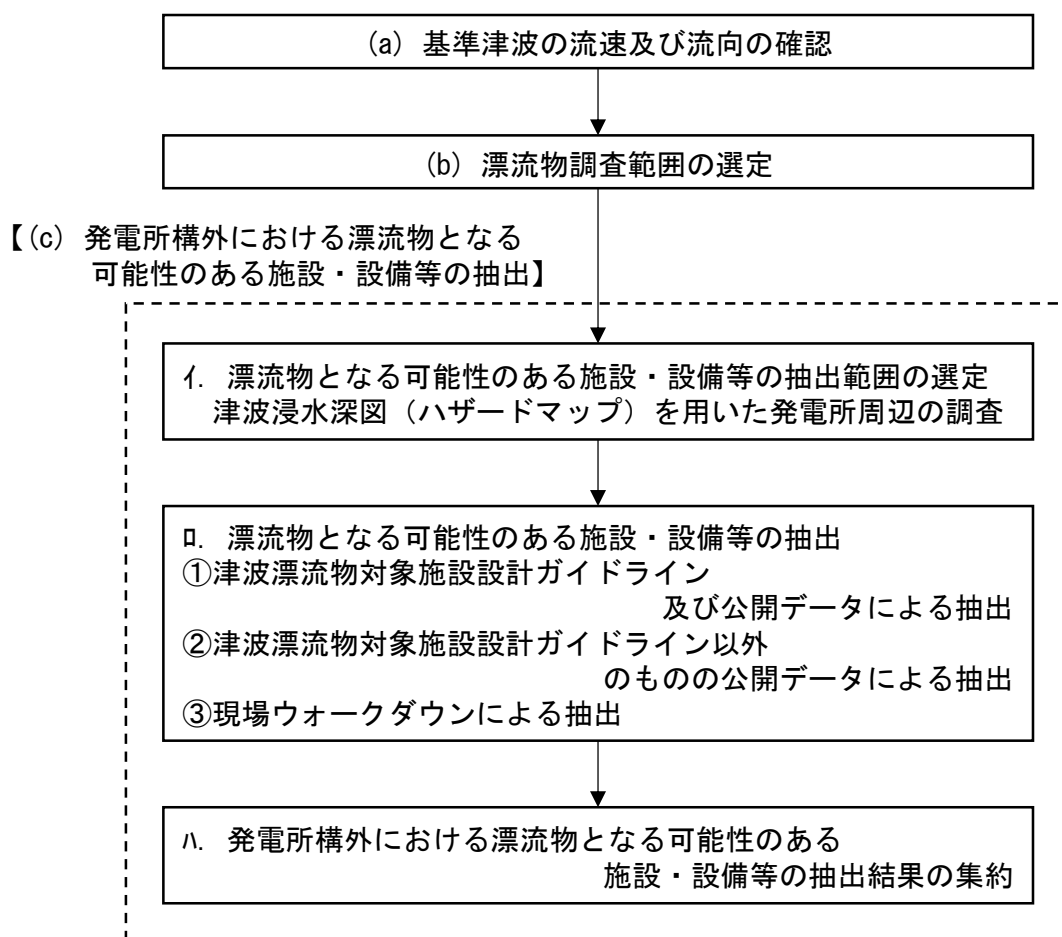 (a) 基準津波の流速及び流向の確認
(b) 漂流物調査範囲の選定
【(c) 発電所構外における漂流物となる
可能性のある施設・設備等の抽出】
ｲ. 漂流物となる可能性のある施設・設備等の抽出範囲の選定
津波浸水深図（ハザードマップ）を用いた発電所周辺の調査
ﾛ. 漂流物となる可能性のある施設・設備等の抽出
①津波漂流物対象施設設計ガイドライン
及び公開データによる抽出
②津波漂流物対象施設設計ガイドライン以外
のものの公開データによる抽出
③現場ウォークダウンによる抽出
ﾊ. 発電所構外における漂流物となる可能性のある
施設・設備等の抽出結果の集約